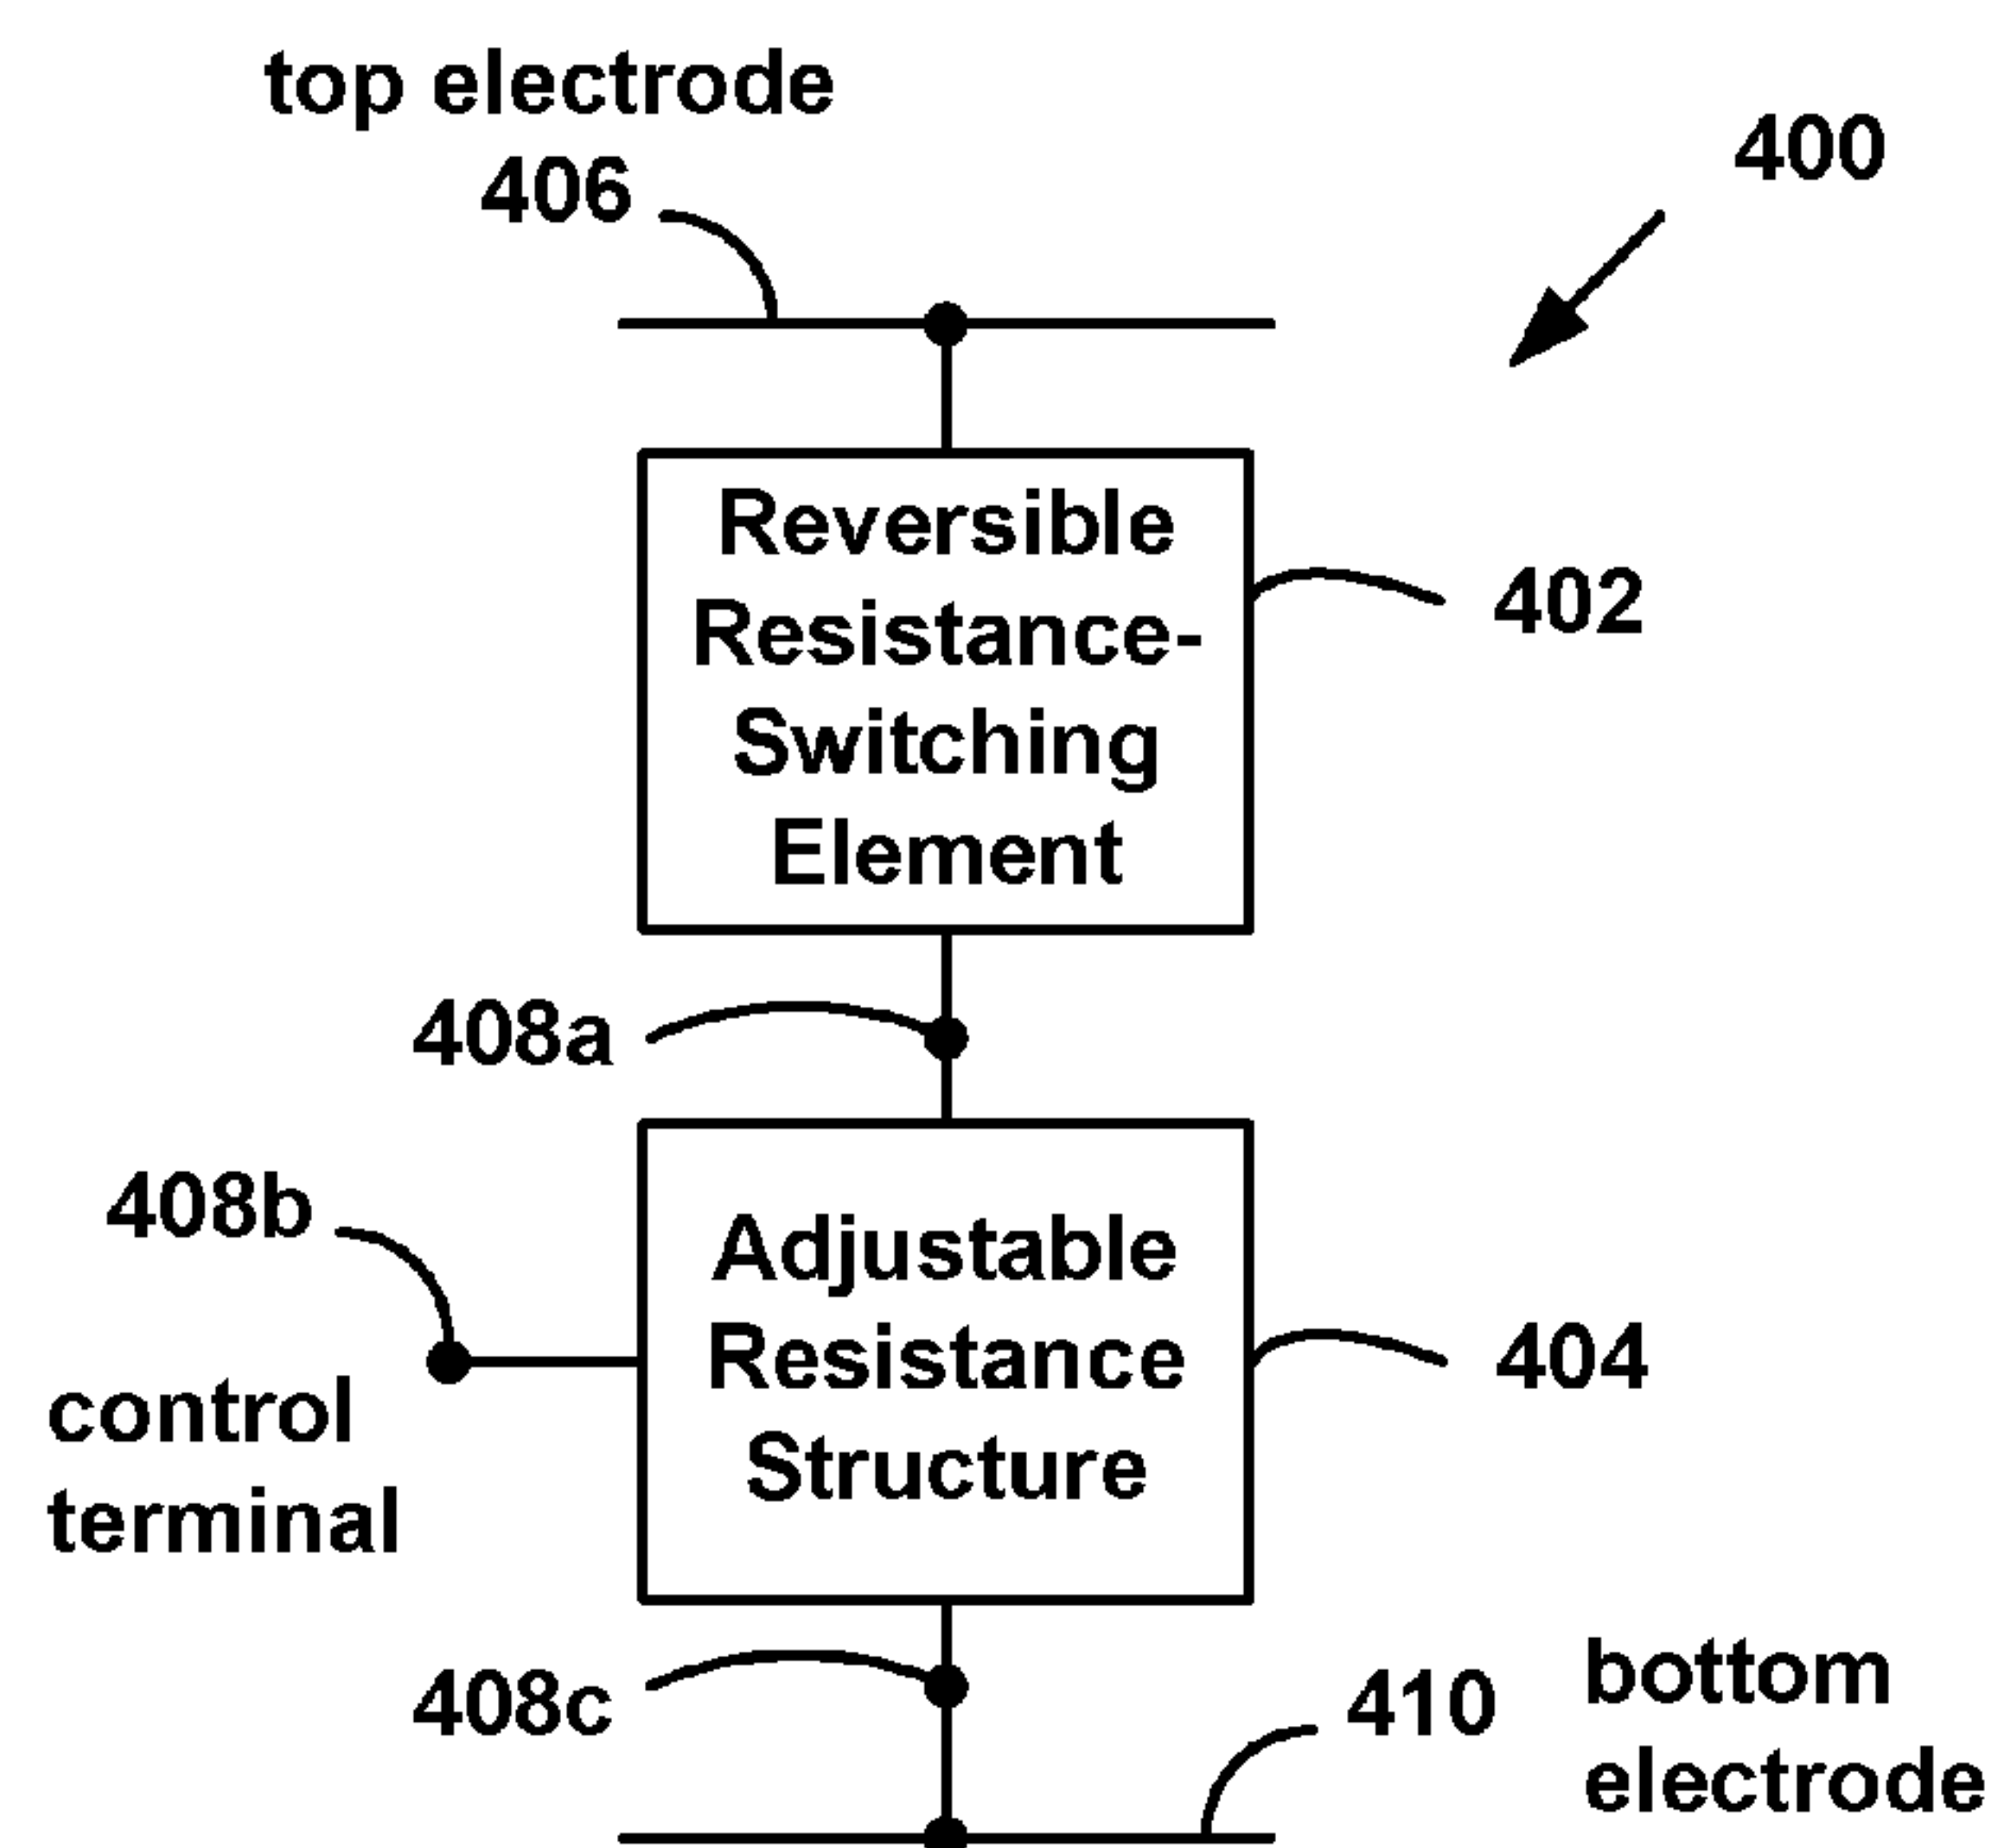 top electrode
406
400
Reversible
Resistance-
Switching
Element
402
408a
408b
control
terminal
Adjustable
Resistance
Structure
404
408c
410
bottom
electrode